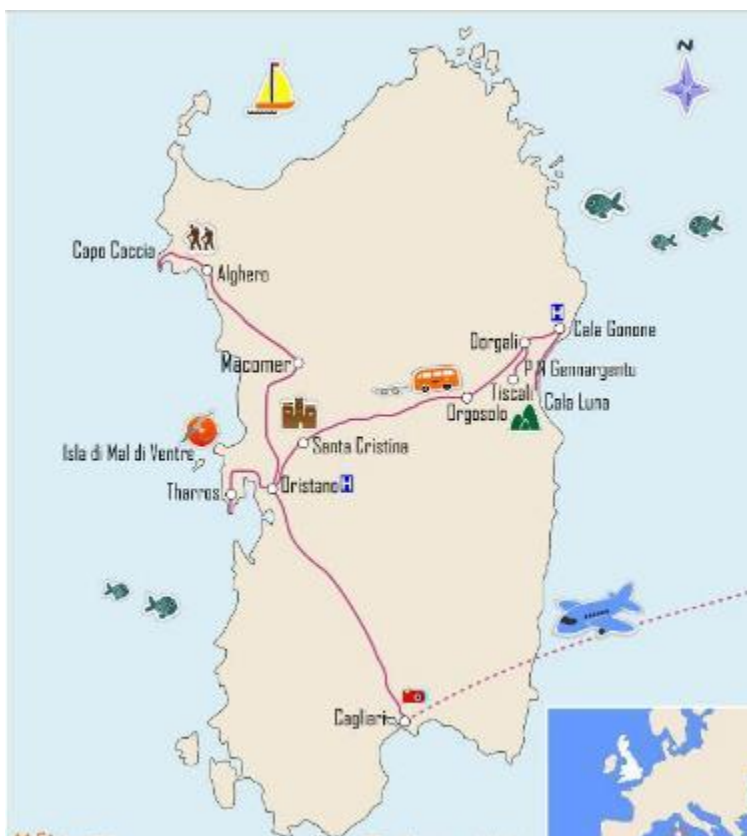 N
Capo Caccia
Alghero
H
Cala Gonone
Dorgali
Macomer
P N Gennargentu
Tiscali
Cala Luna
Orgosolo
Santa Cristina
Isla di Mal di Ventre
Tharros
Oristano H
Cagliari